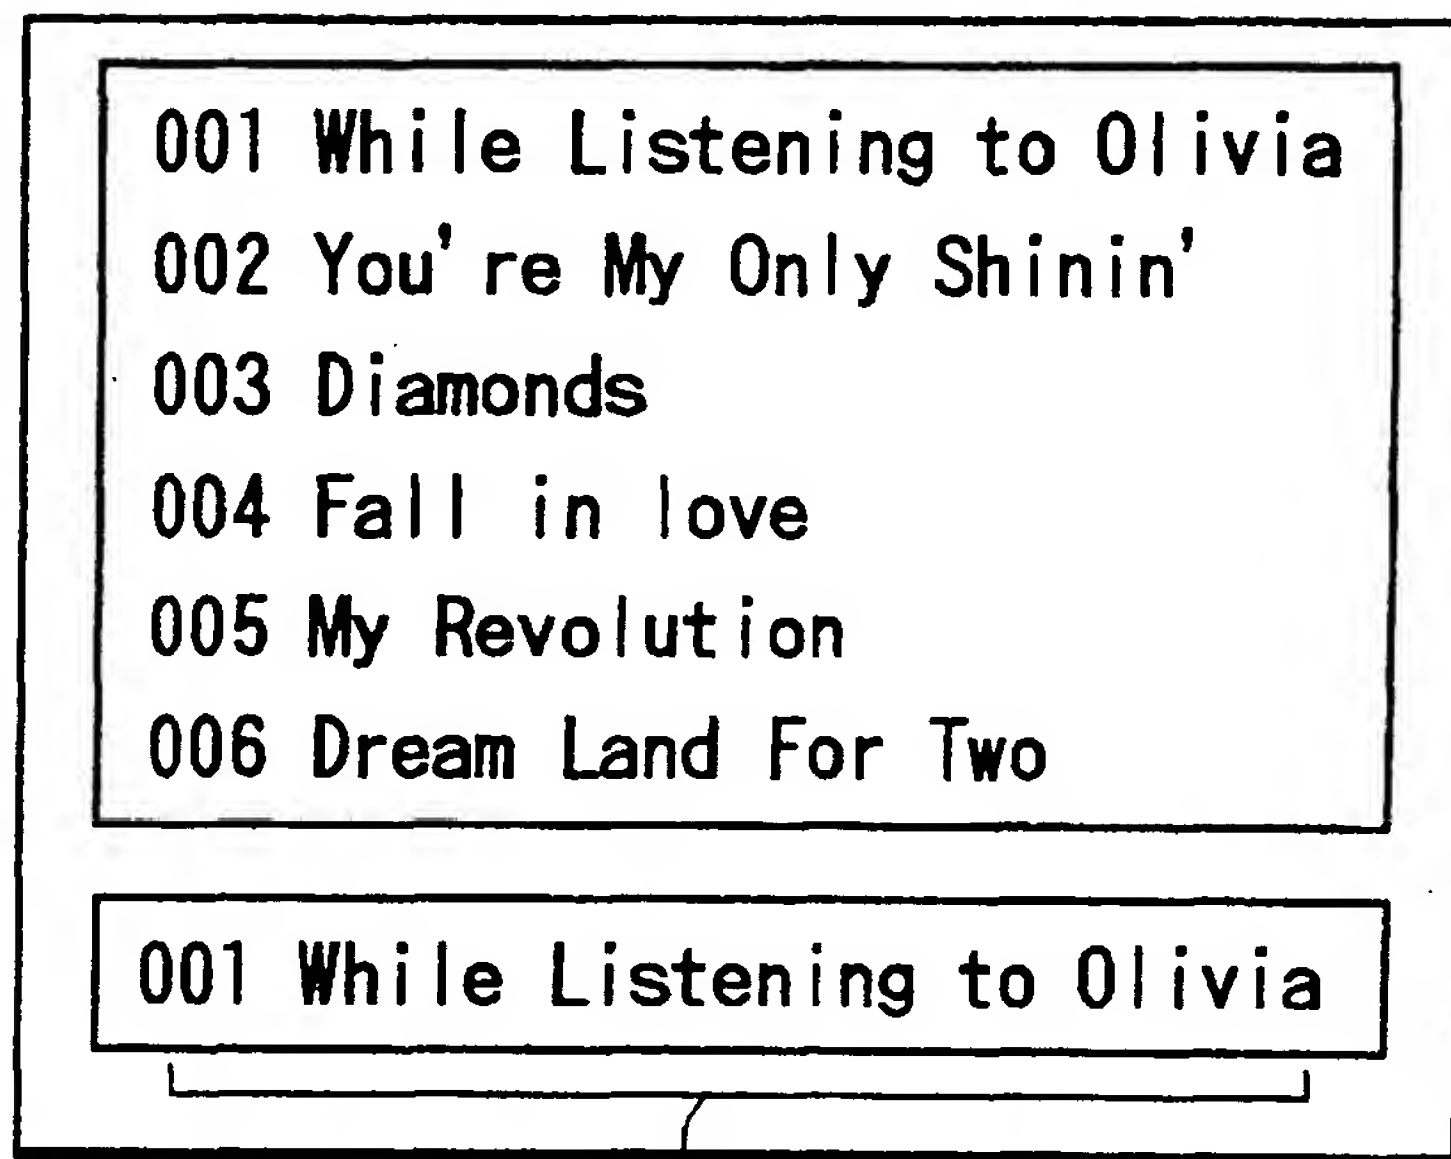 001 While Listening to Olivia
002 You're My Only Shinin'
003 Diamonds
004 Fall in love
005 My Revolution
006 Dream Land For Two
001 While Listening to Olivia